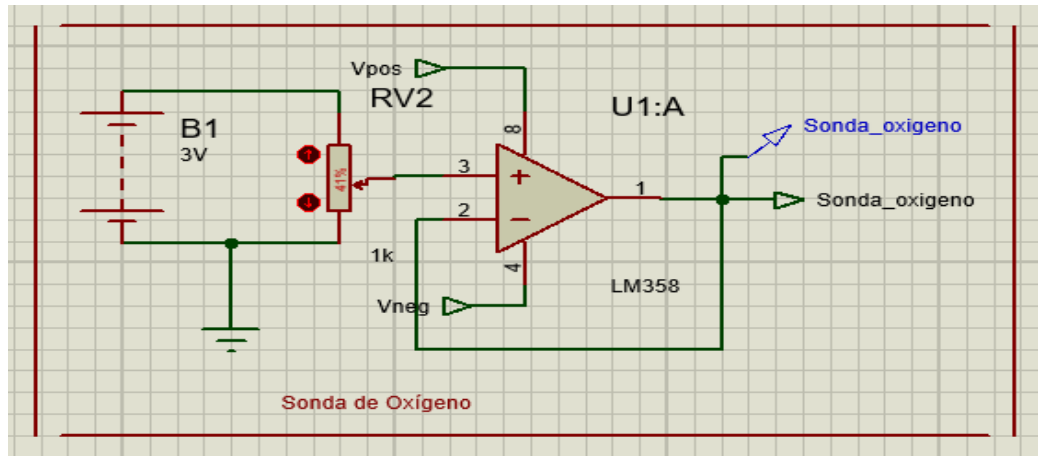 Vpos
RV2
U1:A
B1
3V
8
Sonda_oxigeno
41%
3
1
Sonda_oxigeno
2
1k
4
LM358
Vneg
Sonda de Oxígeno